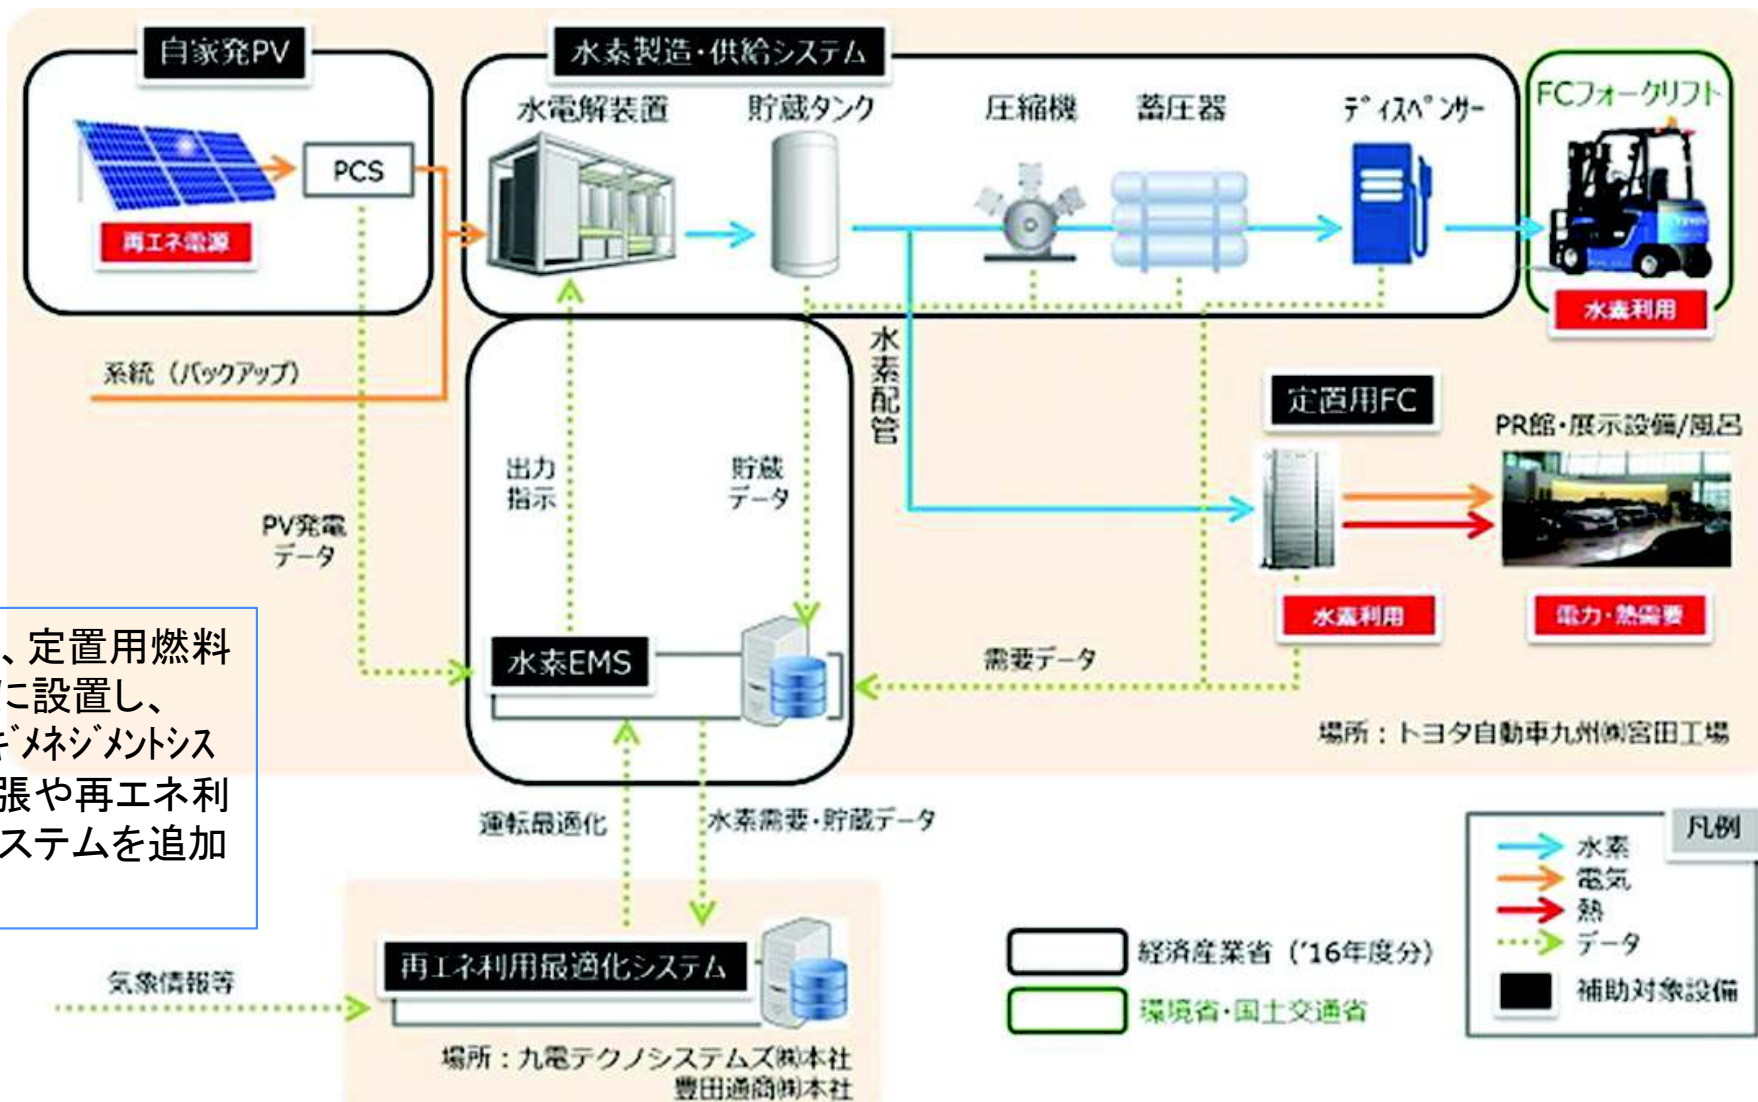 自家発PV
水素製造・供給システム
水電解装置
貯蔵タンク
圧縮機
蓄圧器
ディスペンサー
FCフォークリフト
PCS
再エネ電源
水素利用
系統（バックアップ）
水素配管
定置用FC
PR館・展示設備/風呂
出力
指示
貯蔵
データ
PV発電
データ
水素利用
電力・熱需要
、定置用燃料
に設置し、
ｷﾞﾒﾈｼﾞﾒﾝﾄシス
張や再エネ利
システムを追加
水素EMS
需要データ
場所：トヨタ自動車九州㈱宮田工場
運転最適化
水素需要・貯蔵データ
凡例
水素
電気
熱
データ
補助対象設備
再エネ利用最適化システム
気象情報等
経済産業省（'16年度分）
環境省・国土交通省
場所：九電テクノシステムズ㈱本社
豊田通商㈱本社